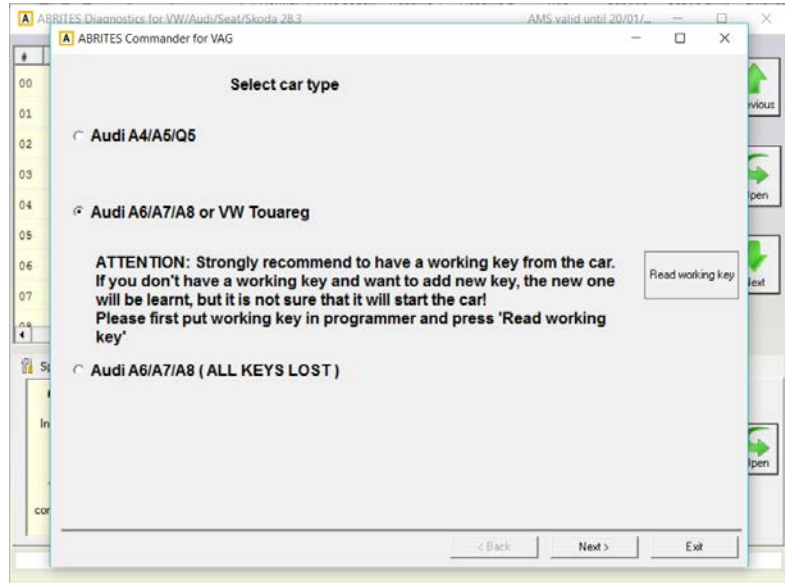 ABRITES Diagnostics for VW/Audi/Seat/Skoda 28.3 AMS valid until 20/01/...
ABRITES Commander for VAG
#
00
01
02
03
04
05
06
07
Select car type
Audi A4/A5/Q5
Audi A6/A7/A8 or VW Touareg
ATTENTION: Strongly recommend to have a working key from the car.
If you don't have a working key and want to add new key, the new one
will be learnt, but it is not sure that it will start the car!
Please first put working key in programmer and press 'Read working
key'
Read working key
Audi A6/A7/A8 ( ALL KEYS LOST )
vious
pen
ext
Sp
In
con
pen
< Back
Next >
Exit